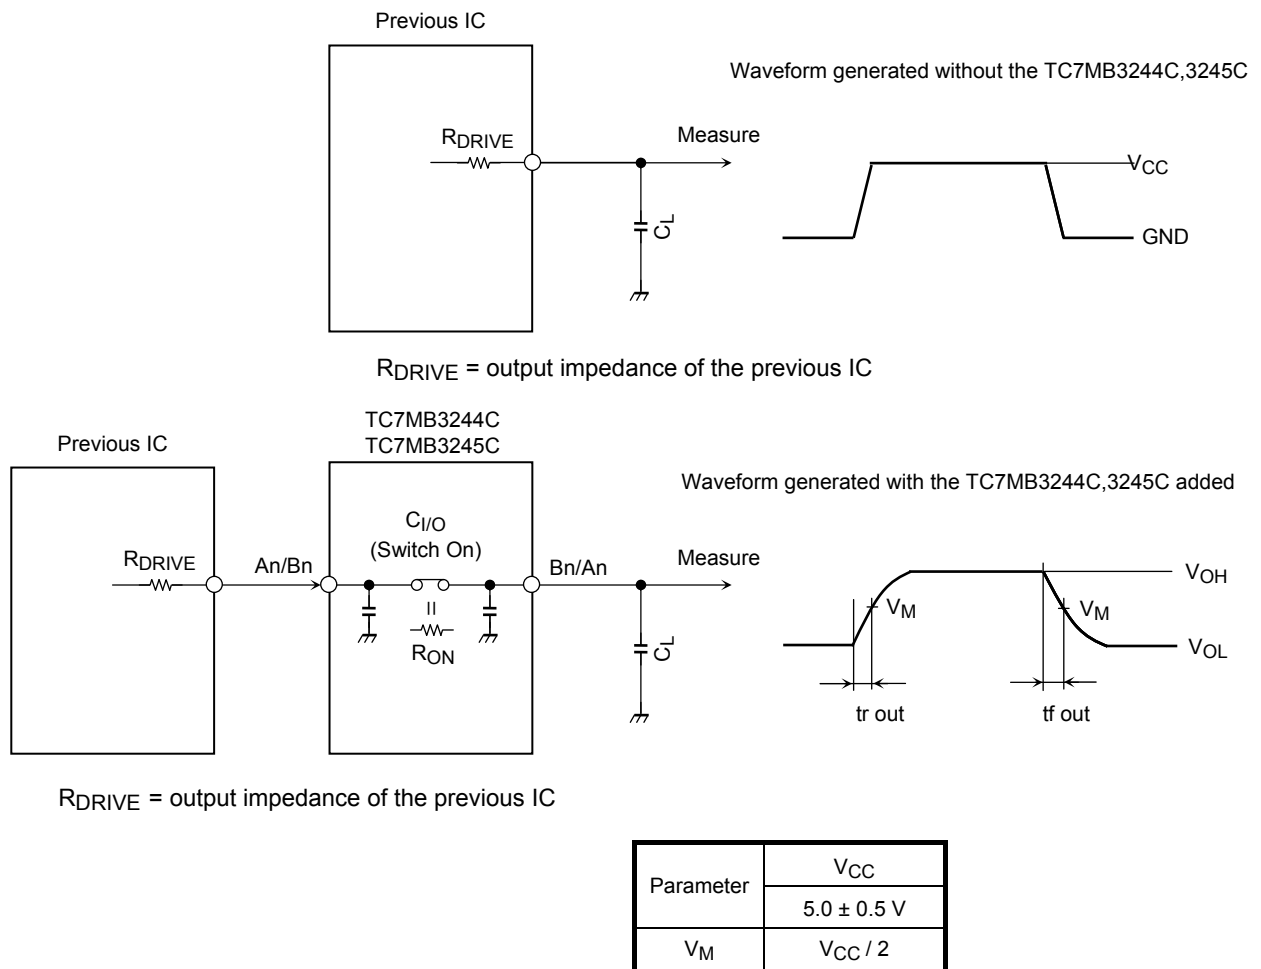 Previous IC
Waveform generated without the TC7MB3244C,3245C
RDRIVE
Measure
VCC
CL
GND
RDRIVE = output impedance of the previous IC
TC7MB3244C
TC7MB3245C
Previous IC
Waveform generated with the TC7MB3244C,3245C added
CI/O
(Switch On)
RDRIVE
An/Bn
Bn/An
Measure
VOH
VM
VM
RON
CL
VOL
tr out
tf out
RDRIVE = output impedance of the previous IC
Parameter
VCC
5.0 ± 0.5 V
VM
VCC / 2